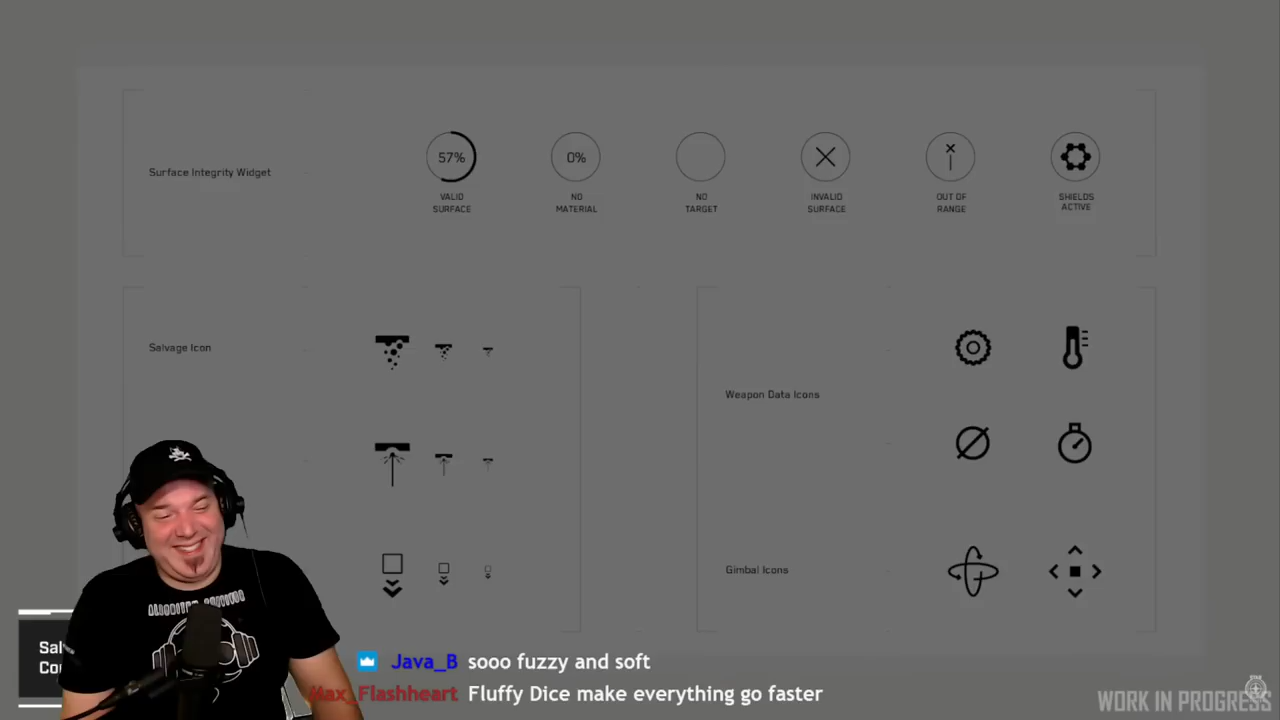 Surface Integrity Widget
57%
0%
VALID
SURFACE
NO
MATERIAL
NO
TARGET
INVALID
SURFACE
OUT OF
RANGE
SHIELDS
ACTIVE
Salvage Icon
Weapon Data Icons
Gimbal Icons
Java_B sooo fuzzy and soft
Max_Flashheart Fluffy Dice make everything go faster
WORK IN PROGRESS